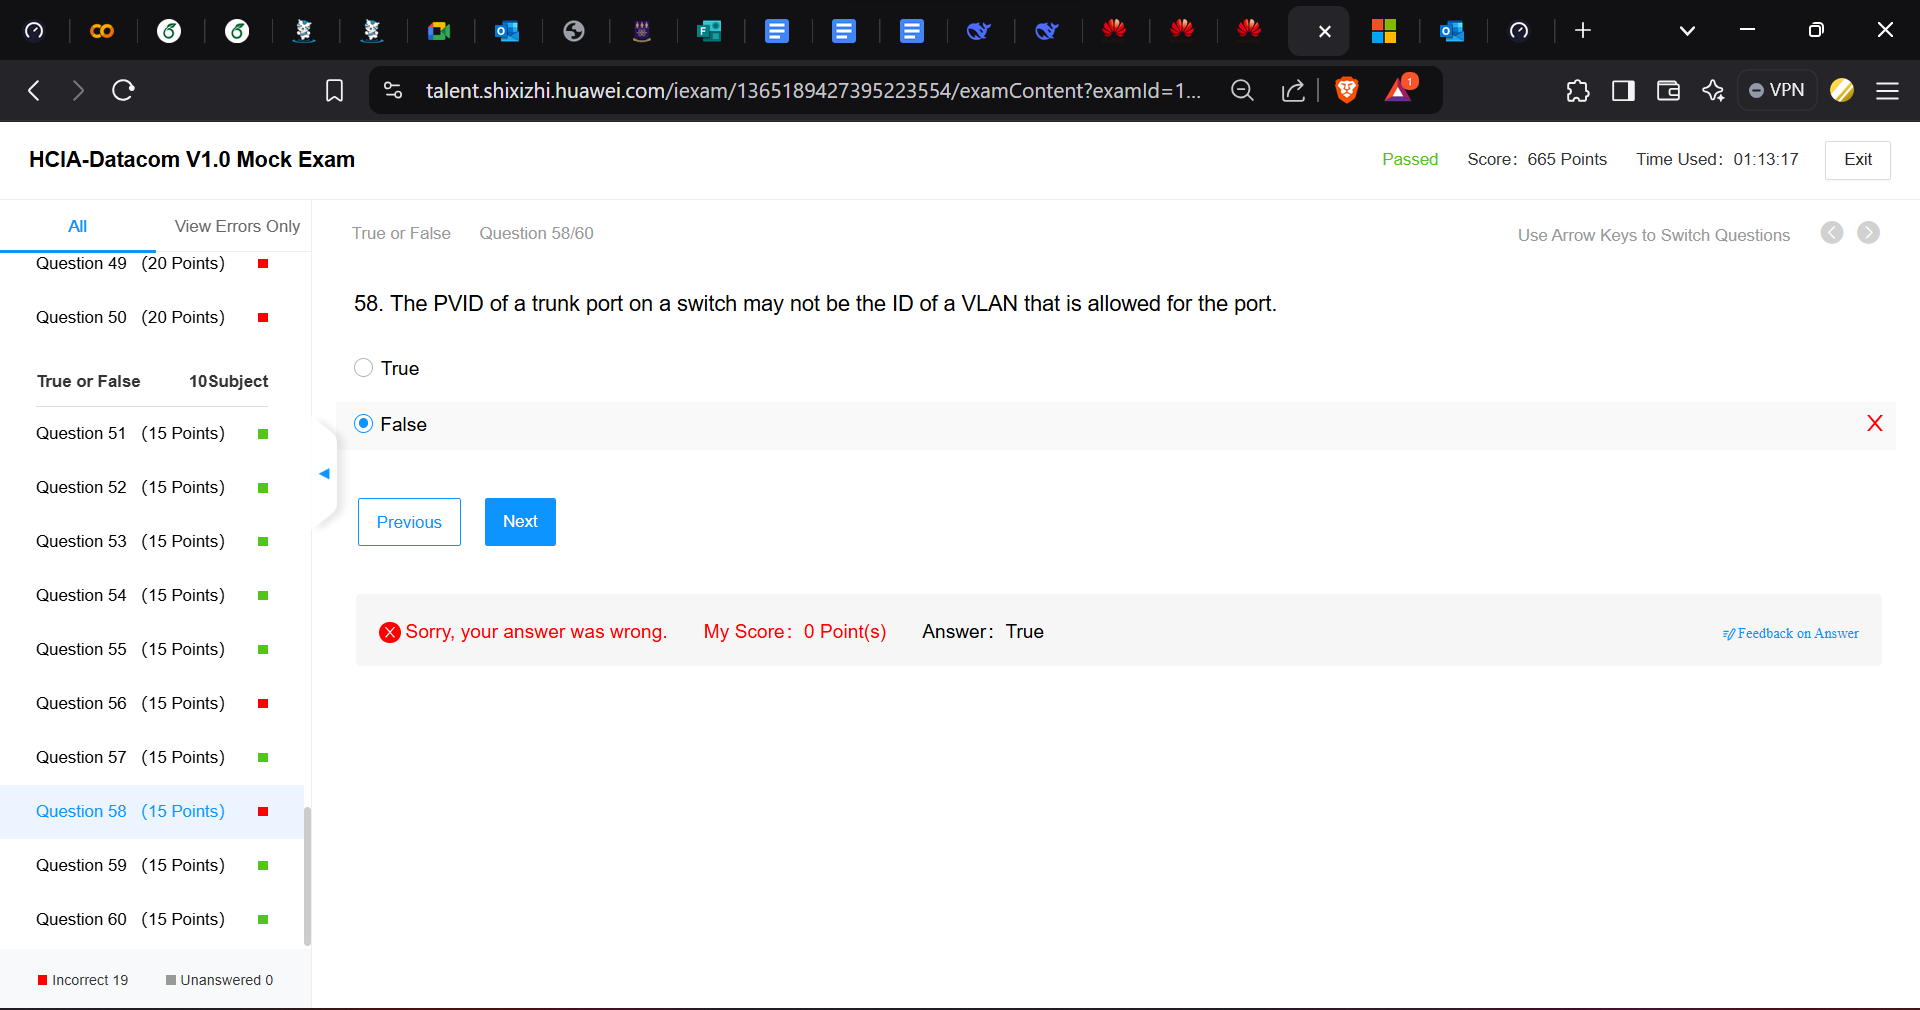 talent.shixizhi.huawei.com/iexam/1365189427395223554/examContent?examId=1...
1
VPN
HCIA-Datacom V1.0 Mock Exam
Passed
Score: 665 Points
Time Used: 01:13:17
Exit
All
View Errors Only
True or False
Question 58/60
Use Arrow Keys to Switch Questions
Question 49 (20 Points)
Question 50 (20 Points)
True or False 10Subject
Question 51 (15 Points)
Question 52 (15 Points)
Question 53 (15 Points)
Question 54 (15 Points)
Question 55 (15 Points)
Question 56 (15 Points)
Question 57 (15 Points)
Question 58 (15 Points)
Question 59 (15 Points)
Question 60 (15 Points)
Incorrect 19
Unanswered 0
58. The PVID of a trunk port on a switch may not be the ID of a VLAN that is allowed for the port.
True
False
X
Previous
Next
Sorry, your answer was wrong.
My Score: 0 Point(s)
Answer: True
Feedback on Answer